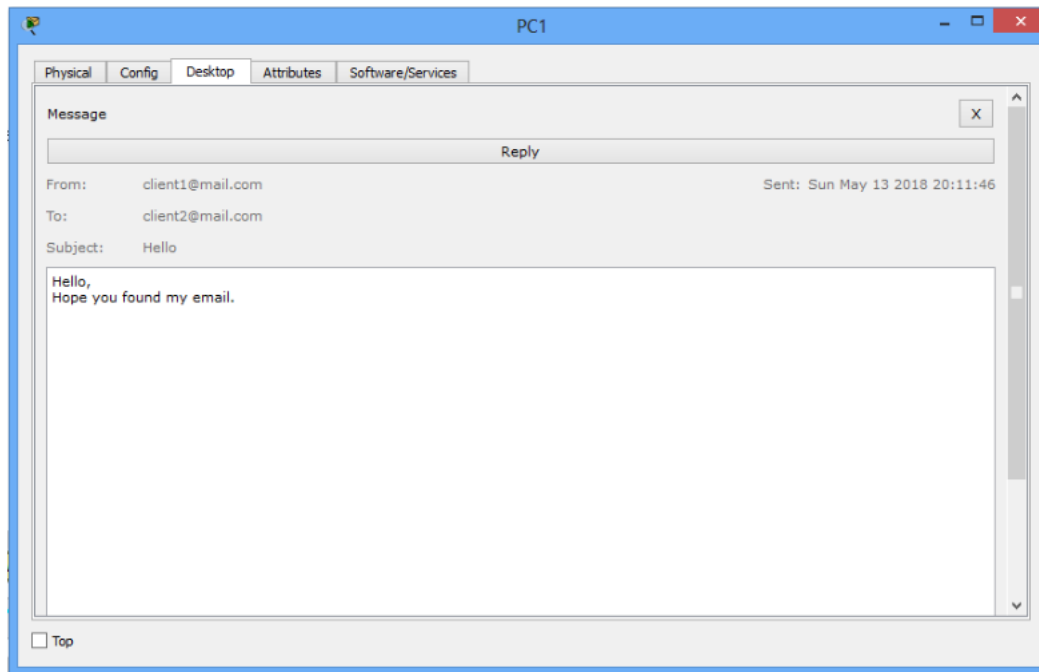 PC1
Physical Config Desktop Attributes Software/Services
Message X
Reply
From: client1@mail.com Sent: Sun May 13 2018 20:11:46
To: client2@mail.com
Subject: Hello
Hello,
Hope you found my email.
Top